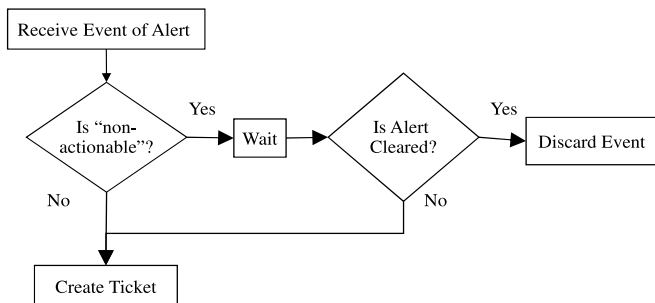 Receive Event of Alert
Is “non-
actionable”?
Yes
Wait
Is Alert
Cleared?
Yes
Discard Event
No
No
Create Ticket